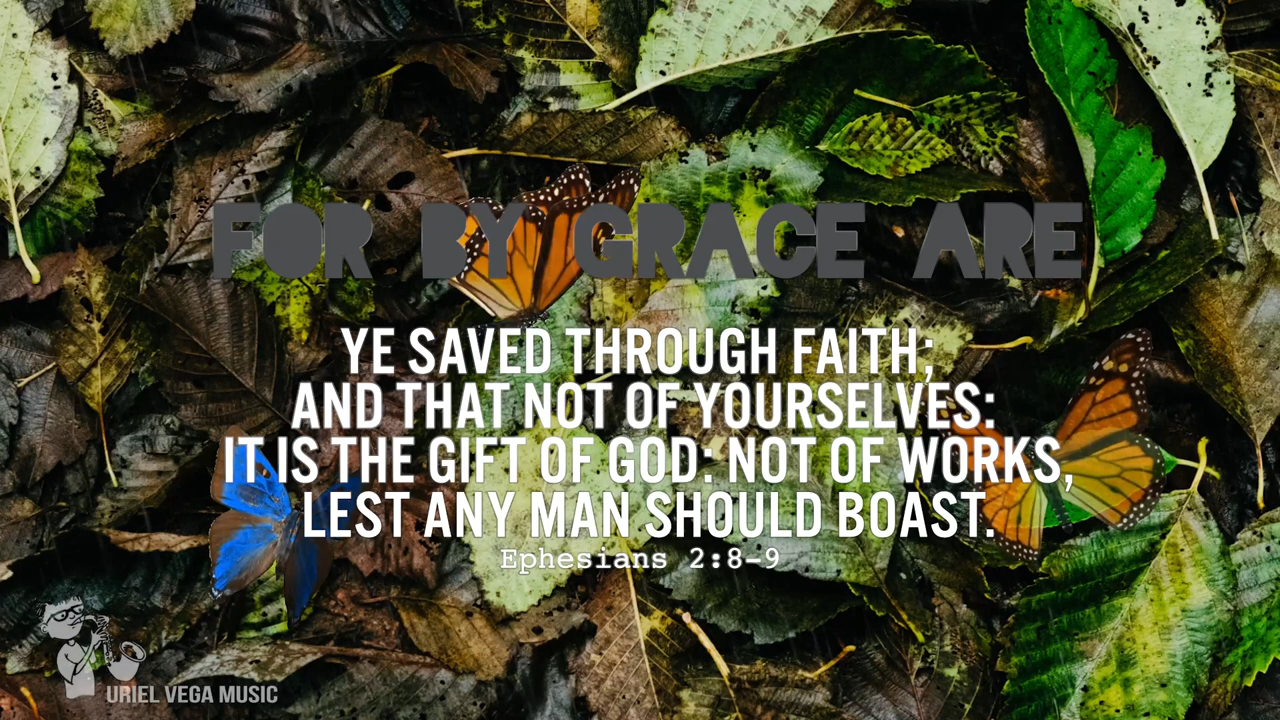 FOR BY GRACE ARE
YE SAVED THROUGH FAITH;
AND THAT NOT OF YOURSELVES:
IT IS THE GIFT OF GOD: NOT OF WORKS,
LEST ANY MAN SHOULD BOAST.
Ephesians 2:8-9
URIEL VEGA MUSIC